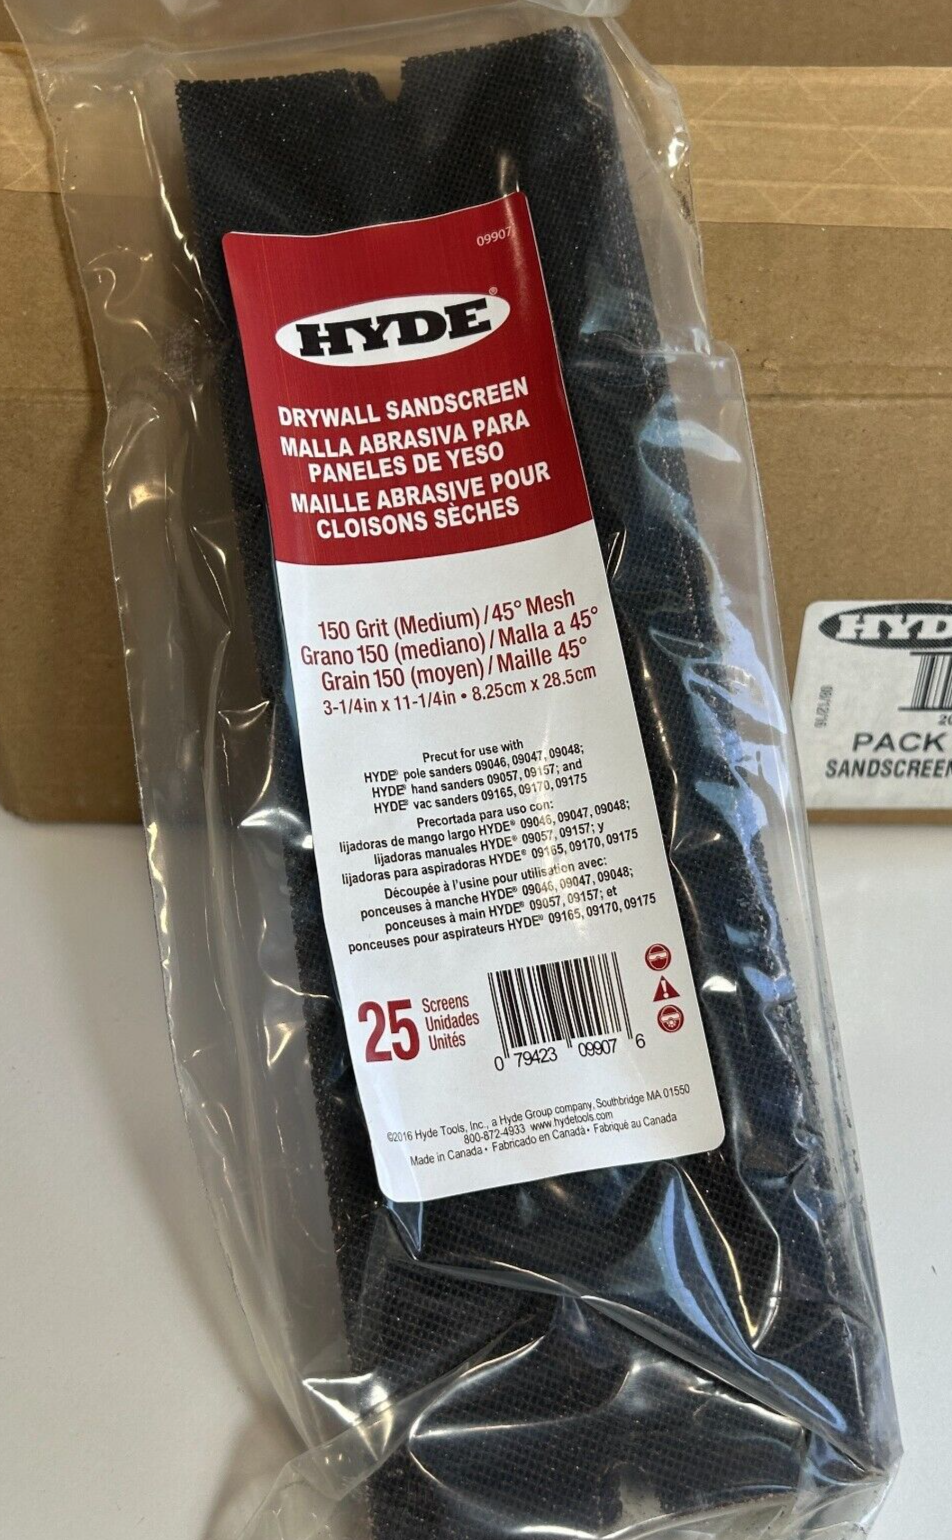 09907
HYDE®
DRYWALL SANDSCREEN
MALLA ABRASIVA PARA
PANELES DE YESO
MAILLE ABRASIVE POUR
CLOISONS SÈCHES
150 Grit (Medium) / 45° Mesh
Grano 150 (mediano) / Malla a 45°
Grain 150 (moyen) / Maille 45°
3-1/4in x 11-1/4in • 8.25cm x 28.5cm
Precut for use with
HYDE® pole sanders 09046, 09047, 09048;
HYDE® hand sanders 09057, 09157; and
HYDE® vac sanders 09165, 09170, 09175
Precortada para uso con:
lijadoras de mango largo HYDE® 09046, 09047, 09048;
lijadoras manuales HYDE® 09057, 09157; y
lijadoras para aspiradoras HYDE® 09165, 09170, 09175
Découpée à l'usine pour utilisation avec:
ponceuses à manche HYDE® 09046, 09047, 09048;
ponceuses à main HYDE® 09057, 09157; et
ponceuses pour aspirateurs HYDE® 09165, 09170, 09175
25 Screens
Unidades
Unités
0 79423 09907 6
©2016 Hyde Tools, Inc., a Hyde Group company, Southbridge MA 01550
800-872-4933 www.hydetools.com
Made in Canada • Fabricado en Canada • Fabriqué au Canada
HYD
PACK
SANDSCREEN